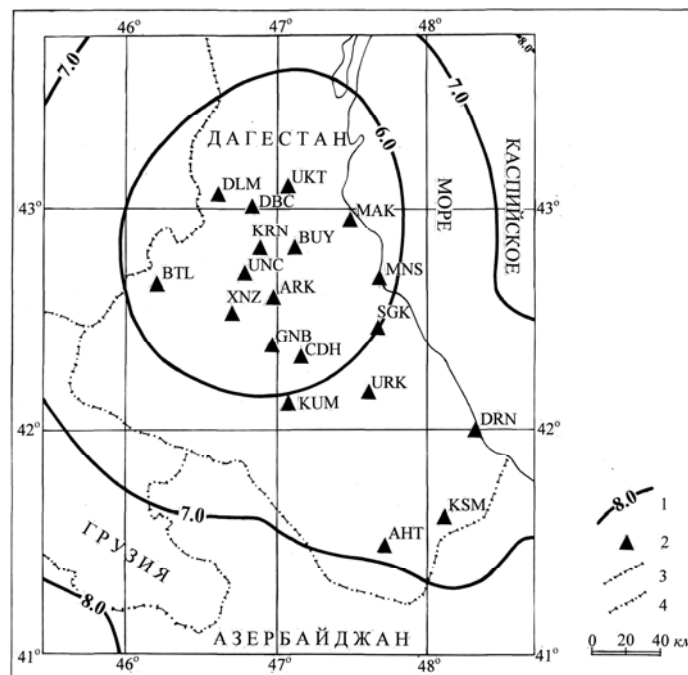 46° 47° 48°
7.0 7.0 8.0
ДАГЕСТАН 6.0
КАСПИЙСКОЕ
МОРЕ
UKT
DLM
DBC
43° 43°
MAK
KRN
BUY
UNC
MNS
BTL
ARK
XNZ
SGK
GNB
CDH
URK
KUM
DRN
42° 42°
KSM
7.0
AHT
ГРУЗИЯ
8.0
АЗЕРБАЙДЖАН
41° 41°
46° 47° 48°
8.0 1
2
3
4
0 20 40 км